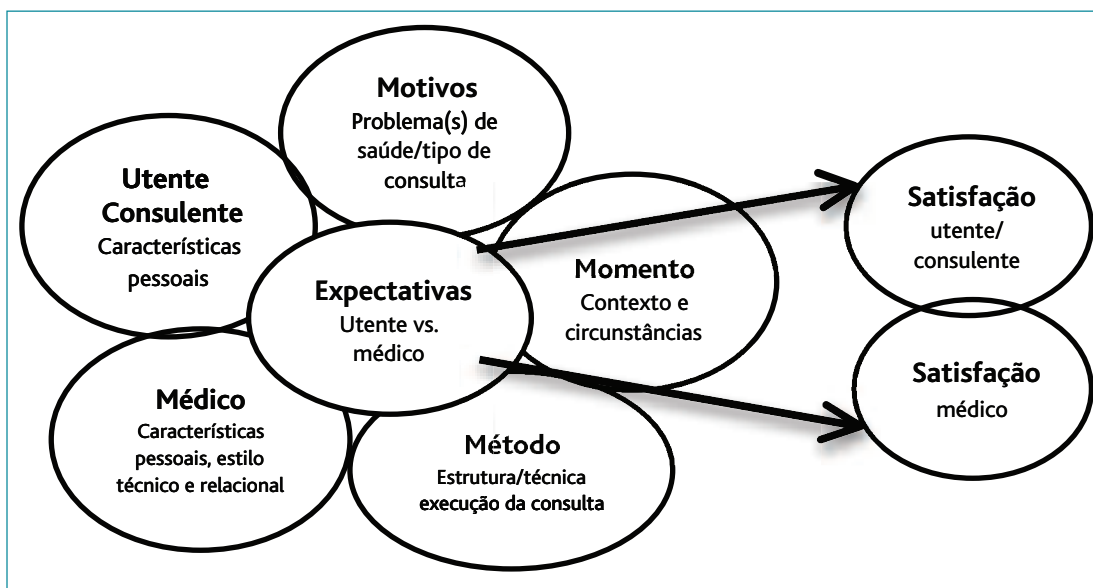 Motivos
Problema(s) de
saúde/tipo de
consulta
Utente
Consulente
Características
pessoais
Expectativas
Utente vs.
médico
Momento
Contexto e
circunstâncias
Médico
Características
pessoais, estilo
técnico e relacional
Método
Estrutura/técnica
execução da consulta
Satisfação
utente/
consulente
Satisfação
médico